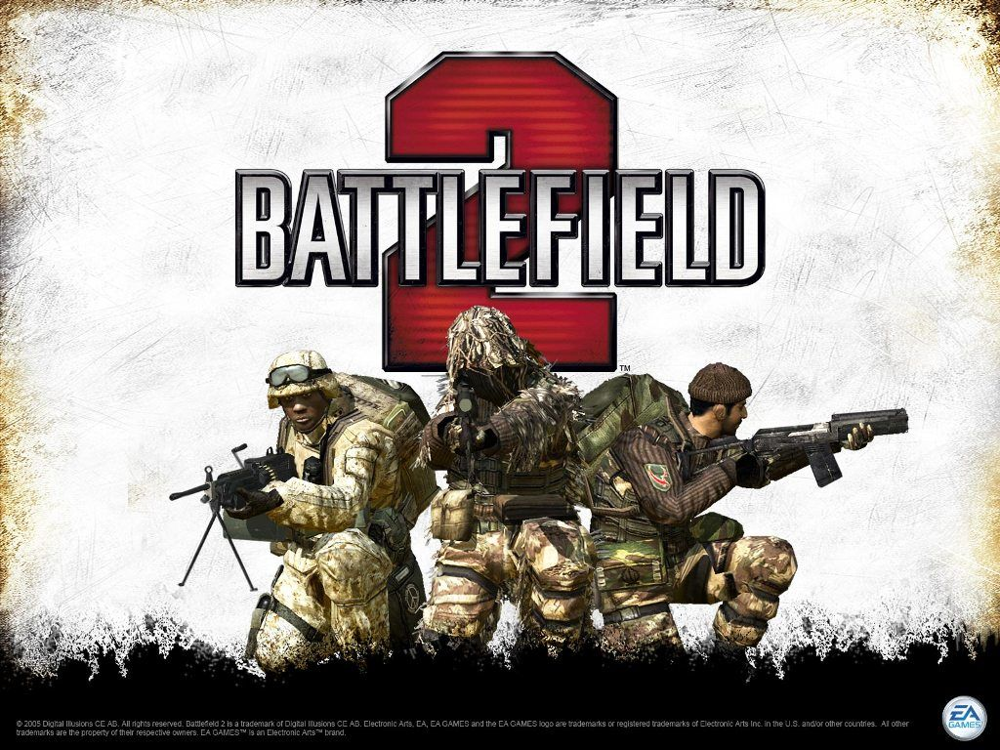 2
BATTLEFIELD
TM
© 2005 Digital Illusions CE AB. All rights reserved. Battlefield 2 is a trademark of Digital Illusions CE AB. Electronic Arts, EA, EA GAMES and the EA GAMES logo are trademarks or registered trademarks of Electronic Arts Inc. in the U.S. and/or other countries. All other
trademarks are the property of their respective owners. EA GAMES™ is an Electronic Arts™ brand.
EA
GAMES